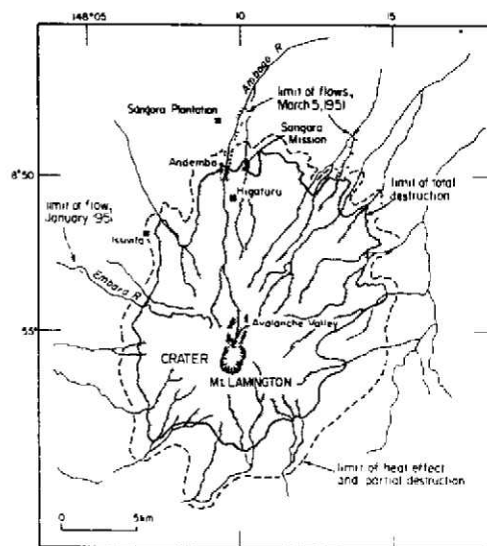 148°05
10
15
Ambogo R
limit of flows,
March 5, 1951
Sangara Plantation
Sangara
Mission
Andemba
8°50
Higaturu
limit of total
destruction
limit of flow,
January 1951
Isuvita
Embara R
55°
Avalanche Valley
CRATER
Mt. LAMINGTON
limit of heat effect
and partial destruction
0
5km